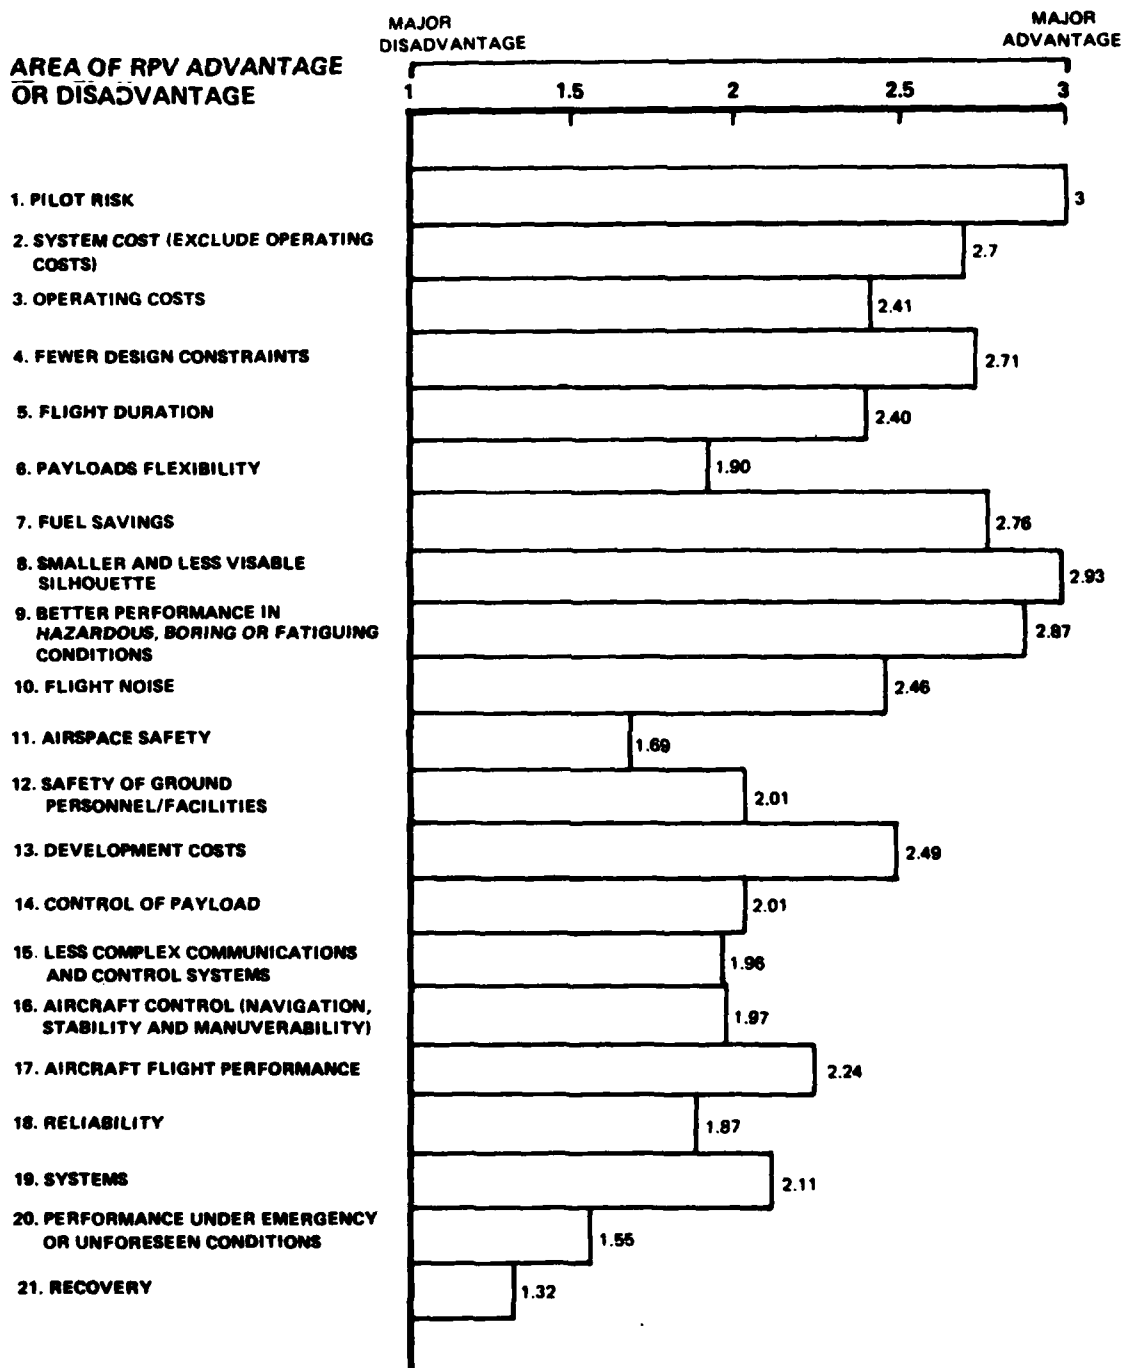 MAJOR
DISADVANTAGE
MAJOR
ADVANTAGE
AREA OF RPV ADVANTAGE
OR DISADVANTAGE
1 1.5 2 2.5 3
1. PILOT RISK
3
2. SYSTEM COST (EXCLUDE OPERATING
COSTS)
2.7
3. OPERATING COSTS
2.41
4. FEWER DESIGN CONSTRAINTS
2.71
5. FLIGHT DURATION
2.40
6. PAYLOADS FLEXIBILITY
1.90
7. FUEL SAVINGS
2.76
8. SMALLER AND LESS VISABLE
SILHOUETTE
2.93
9. BETTER PERFORMANCE IN
HAZARDOUS, BORING OR FATIGUING
CONDITIONS
2.87
10. FLIGHT NOISE
2.46
11. AIRSPACE SAFETY
1.69
12. SAFETY OF GROUND
PERSONNEL/FACILITIES
2.01
13. DEVELOPMENT COSTS
2.49
14. CONTROL OF PAYLOAD
2.01
15. LESS COMPLEX COMMUNICATIONS
AND CONTROL SYSTEMS
1.96
16. AIRCRAFT CONTROL (NAVIGATION,
STABILITY AND MANUVERABILITY)
1.97
17. AIRCRAFT FLIGHT PERFORMANCE
2.24
18. RELIABILITY
1.87
19. SYSTEMS
2.11
20. PERFORMANCE UNDER EMERGENCY
OR UNFORESEEN CONDITIONS
1.55
21. RECOVERY
1.32